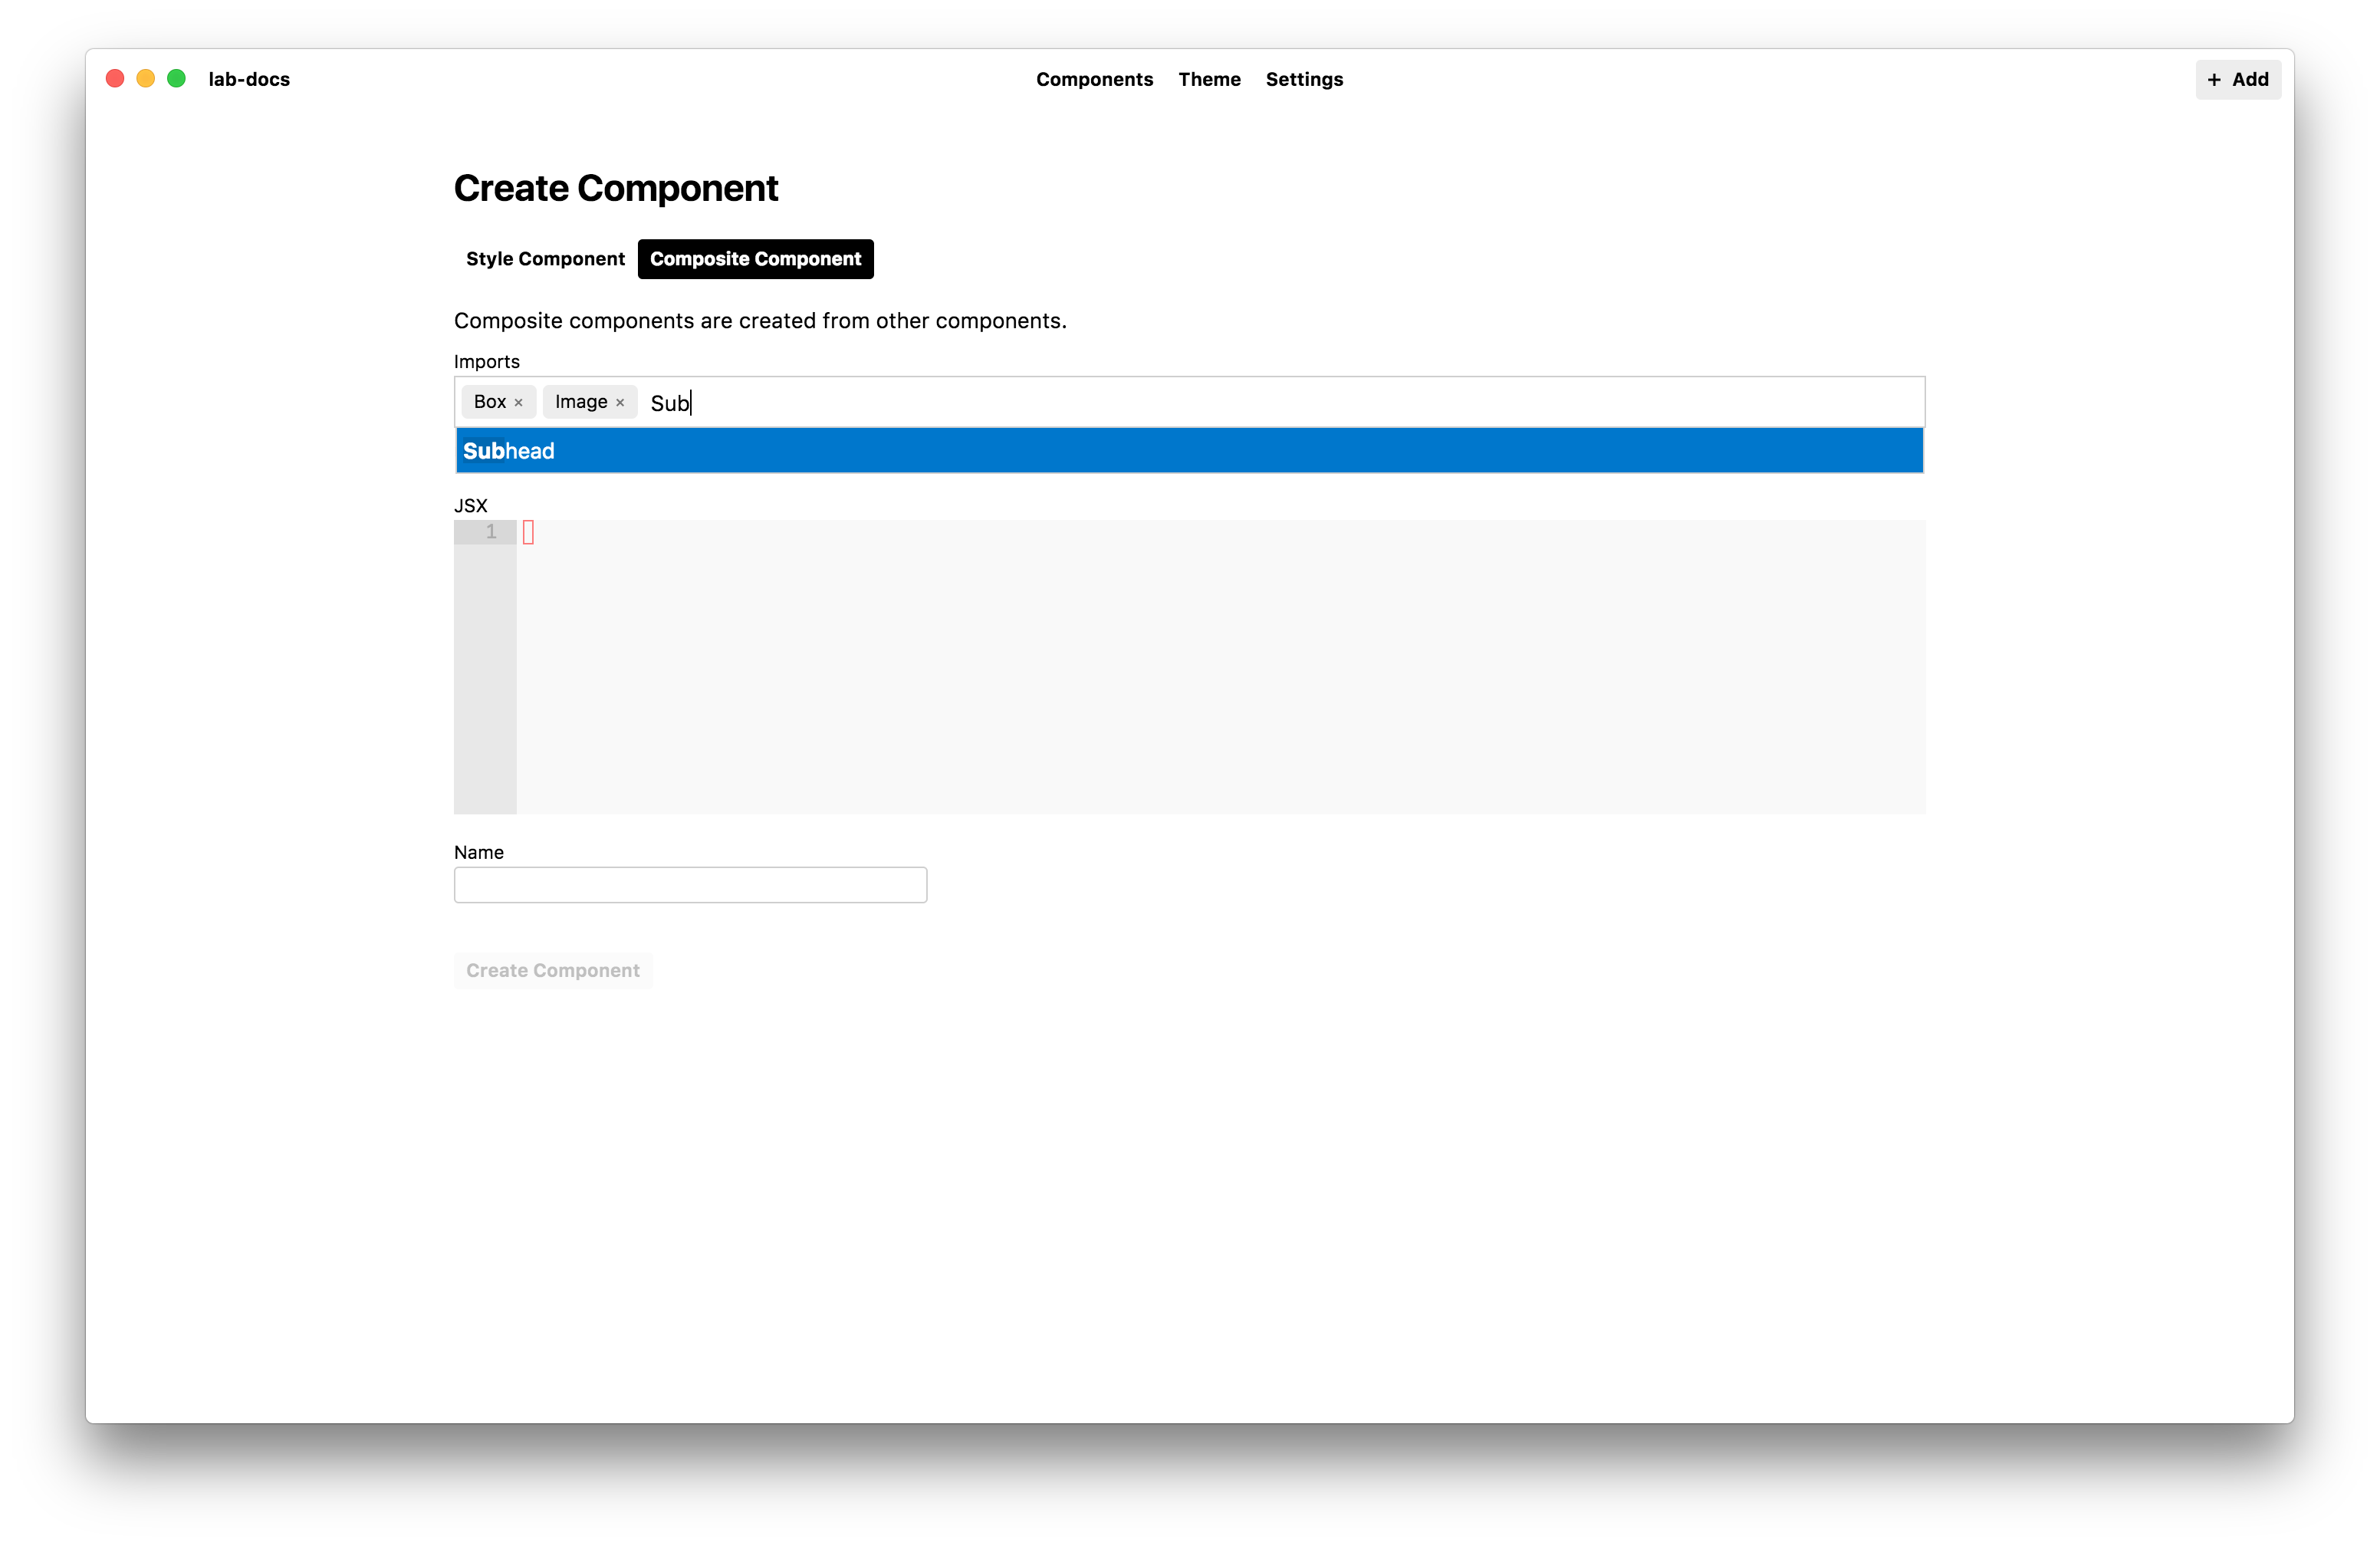 lab-docs Components Theme Settings + Add
Create Component
Style Component Composite Component
Composite components are created from other components.
Imports
Box × Image × Sub
Subhead
JSX
1
Name
Create Component